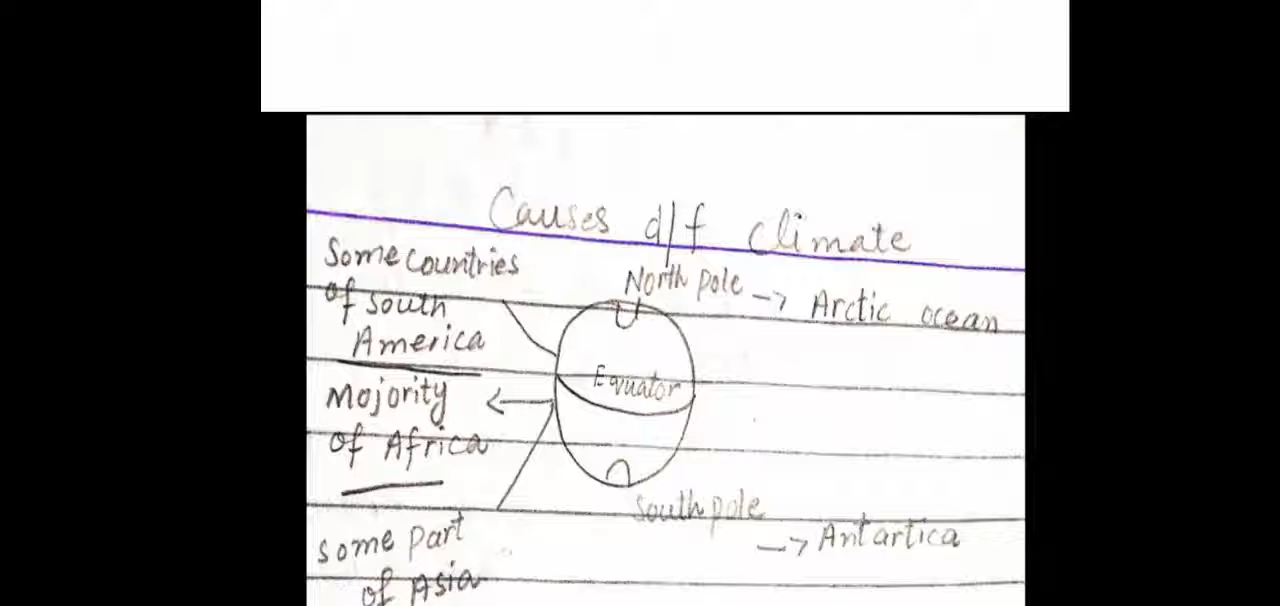 Causes d/f climate
Some countries
of south
America
Mojority
of Africa
some part
of Asia
North pole -> Arctic ocean
Equator
South pole
-> Antartica